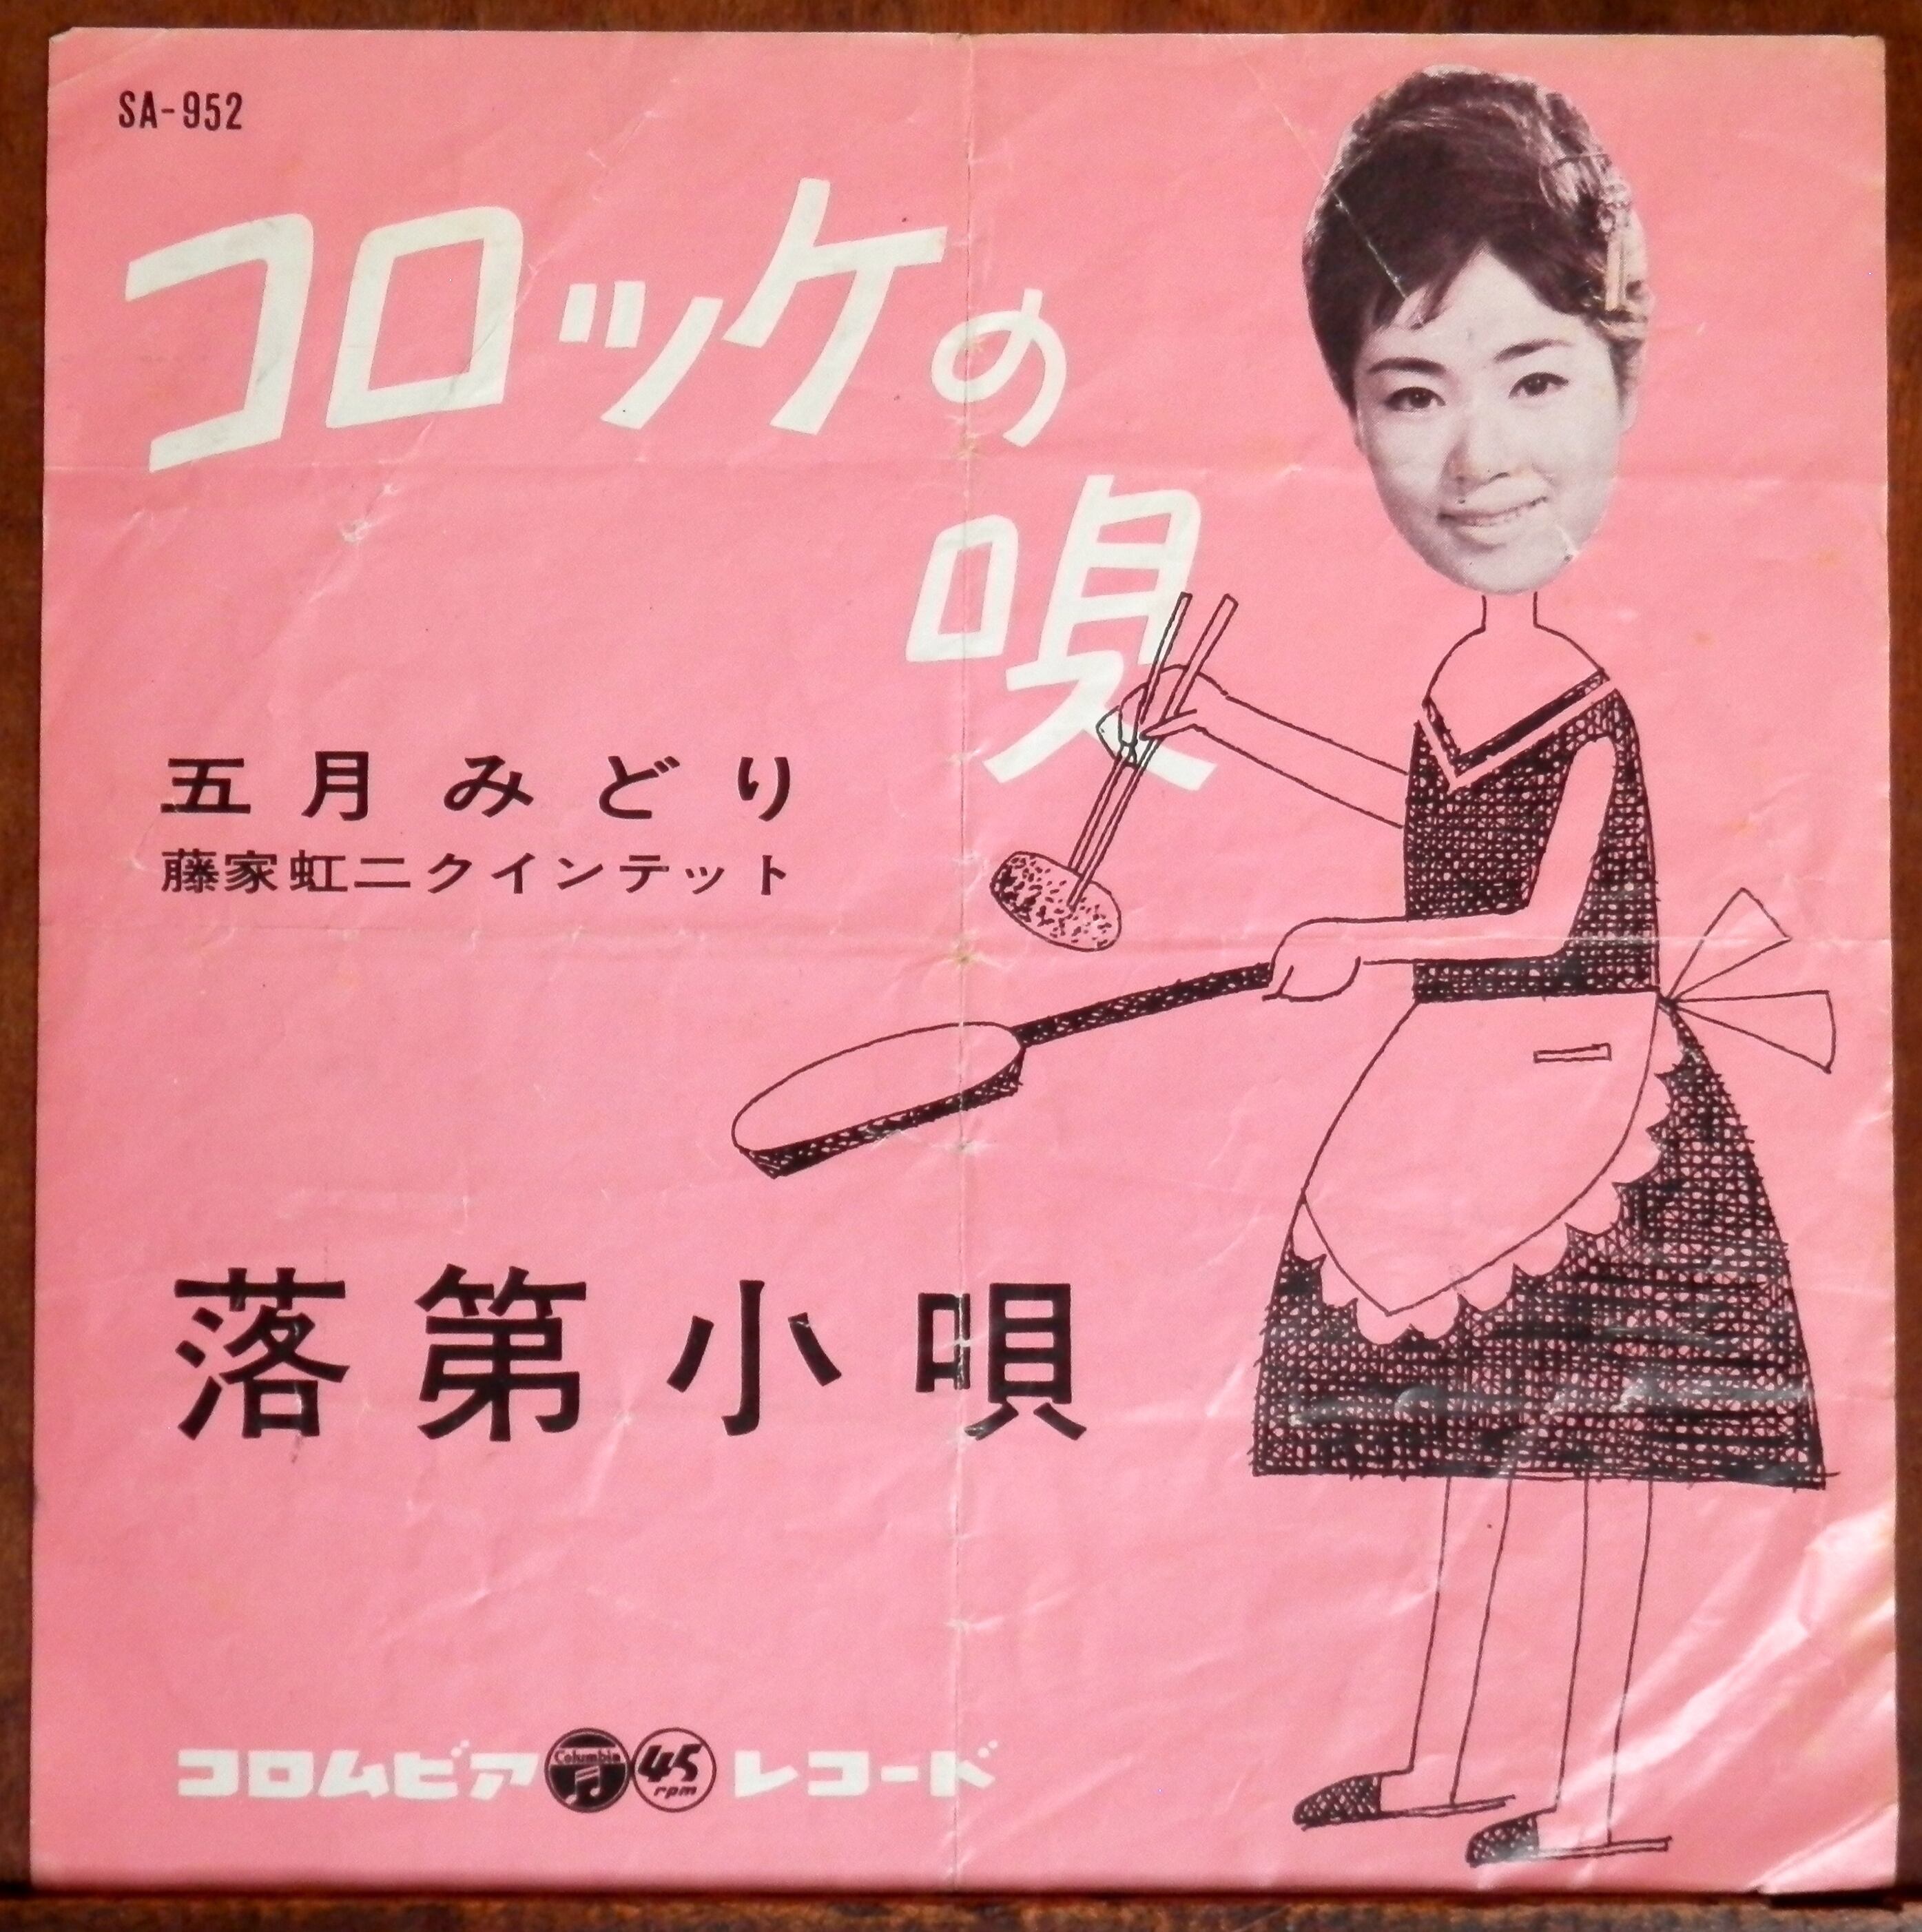 SA-952
コロッケの
唄
五月みどり
藤家虹二クインテット
落第小唄
コロムビア Columbia 45 rpm レコード